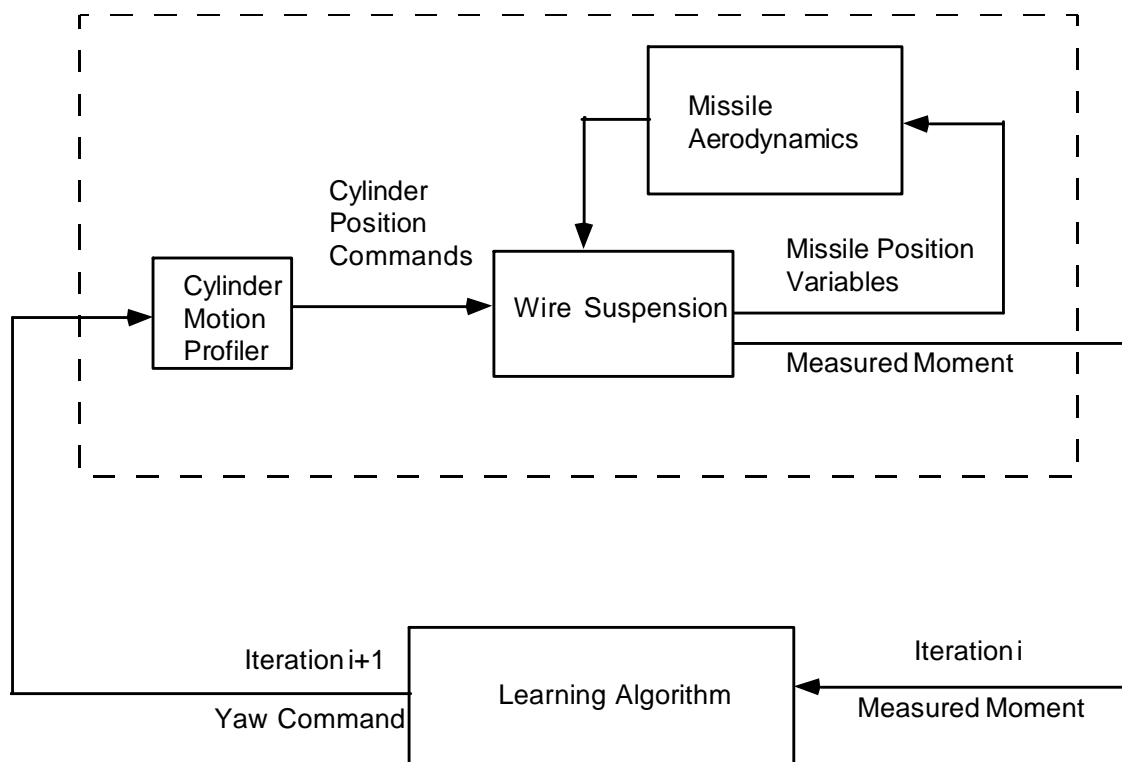 Missile
Aerodynamics
Cylinder
Position
Commands
Missile Position
Variables
Cylinder
Motion
Profiler
Wire Suspension
Measured Moment
Iteration i+1
Yaw Command
Learning Algorithm
Iteration i
Measured Moment